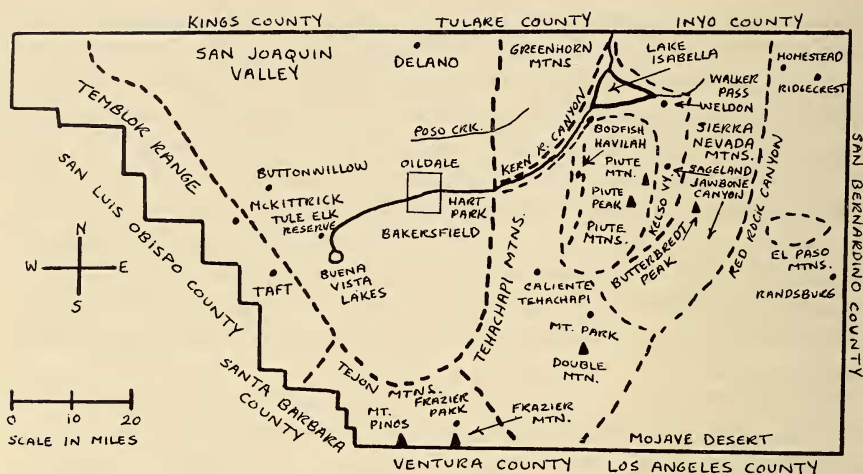 KINGS COUNTY
TULARE COUNTY
INYO COUNTY
SAN JOAQUIN
VALLEY
DELANO
GREENHORN
MTNS
LAKE
ISABELLA
HOMESTEAD
RIDGECREST
WALKER
PASS
WELDON
TEMBLOR RANGE
POSO CRK.
KERN R. CANYON
BODFISH
HAVILAH
SIERRA
NEVADA
MTNS.
SAN LUIS OBISPO COUNTY
BUTTONWILLOW
OILDALE
PIUTE
MTN.
SAGELAND
JAWBONE
CANYON
McKITTRICK
TULE ELK
RESERVE
HART
PARK
PIUTE
PEAK
KELSO VY.
RED ROCK CANYON
SAN BERNARDINO COUNTY
BAKERSFIELD
PIUTE
MTNS.
BUTTERBREDT
PEAK
EL PASO
MTNS.
N
W E
S
BUENA
VISTA
LAKES
TAFT
TEHACHAPI MTNS.
CALIENTE
TEHACHAPI
RANDSBURG
MT. PARK
DOUBLE
MTN.
SANTA BARBARA
COUNTY
TEJON MTNS.
0 10 20
SCALE IN MILES
MT.
PINOS
FRAZIER
PARK
FRAZIER
MTN.
MOJAVE DESERT
VENTURA COUNTY
LOS ANGELES COUNTY